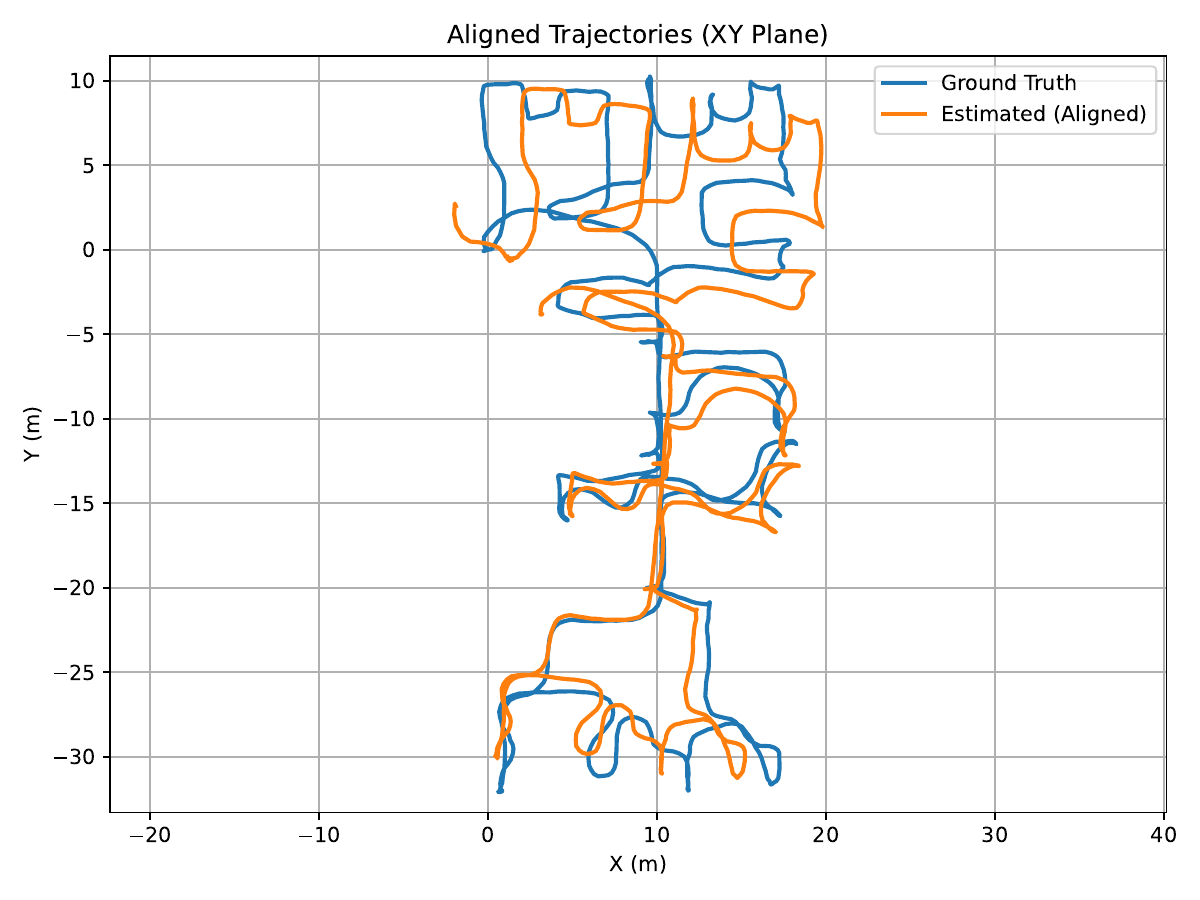 Aligned Trajectories (XY Plane)
Ground Truth
Estimated (Aligned)
10
5
0
−5
−10
−15
−20
−25
−30
Y (m)
−20 −10 0 10 20 30 40
X (m)